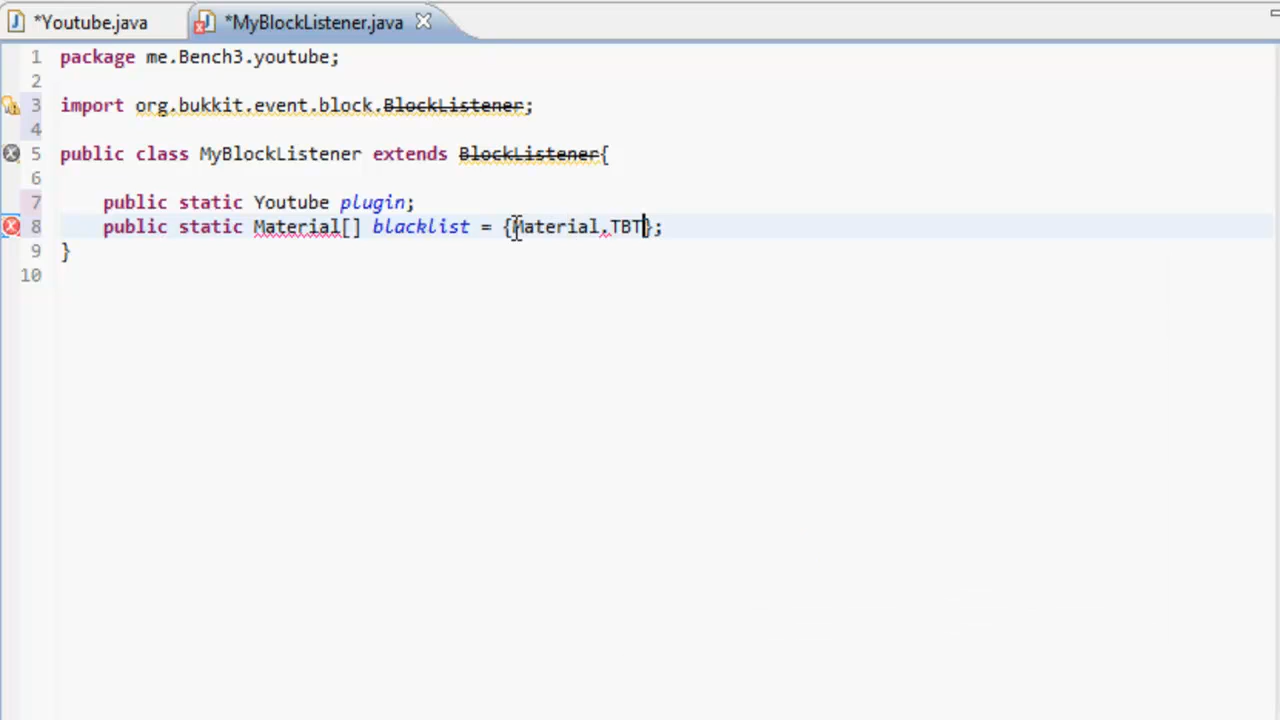 *Youtube.java *MyBlockListener.java
1 package me.Bench3.youtube;
2
3 import org.bukkit.event.block.BlockListener;
4
5 public class MyBlockListener extends BlockListener{
6
7 public static Youtube plugin;
8 public static Material[] blacklist = {Material.TBT};
9 }
10